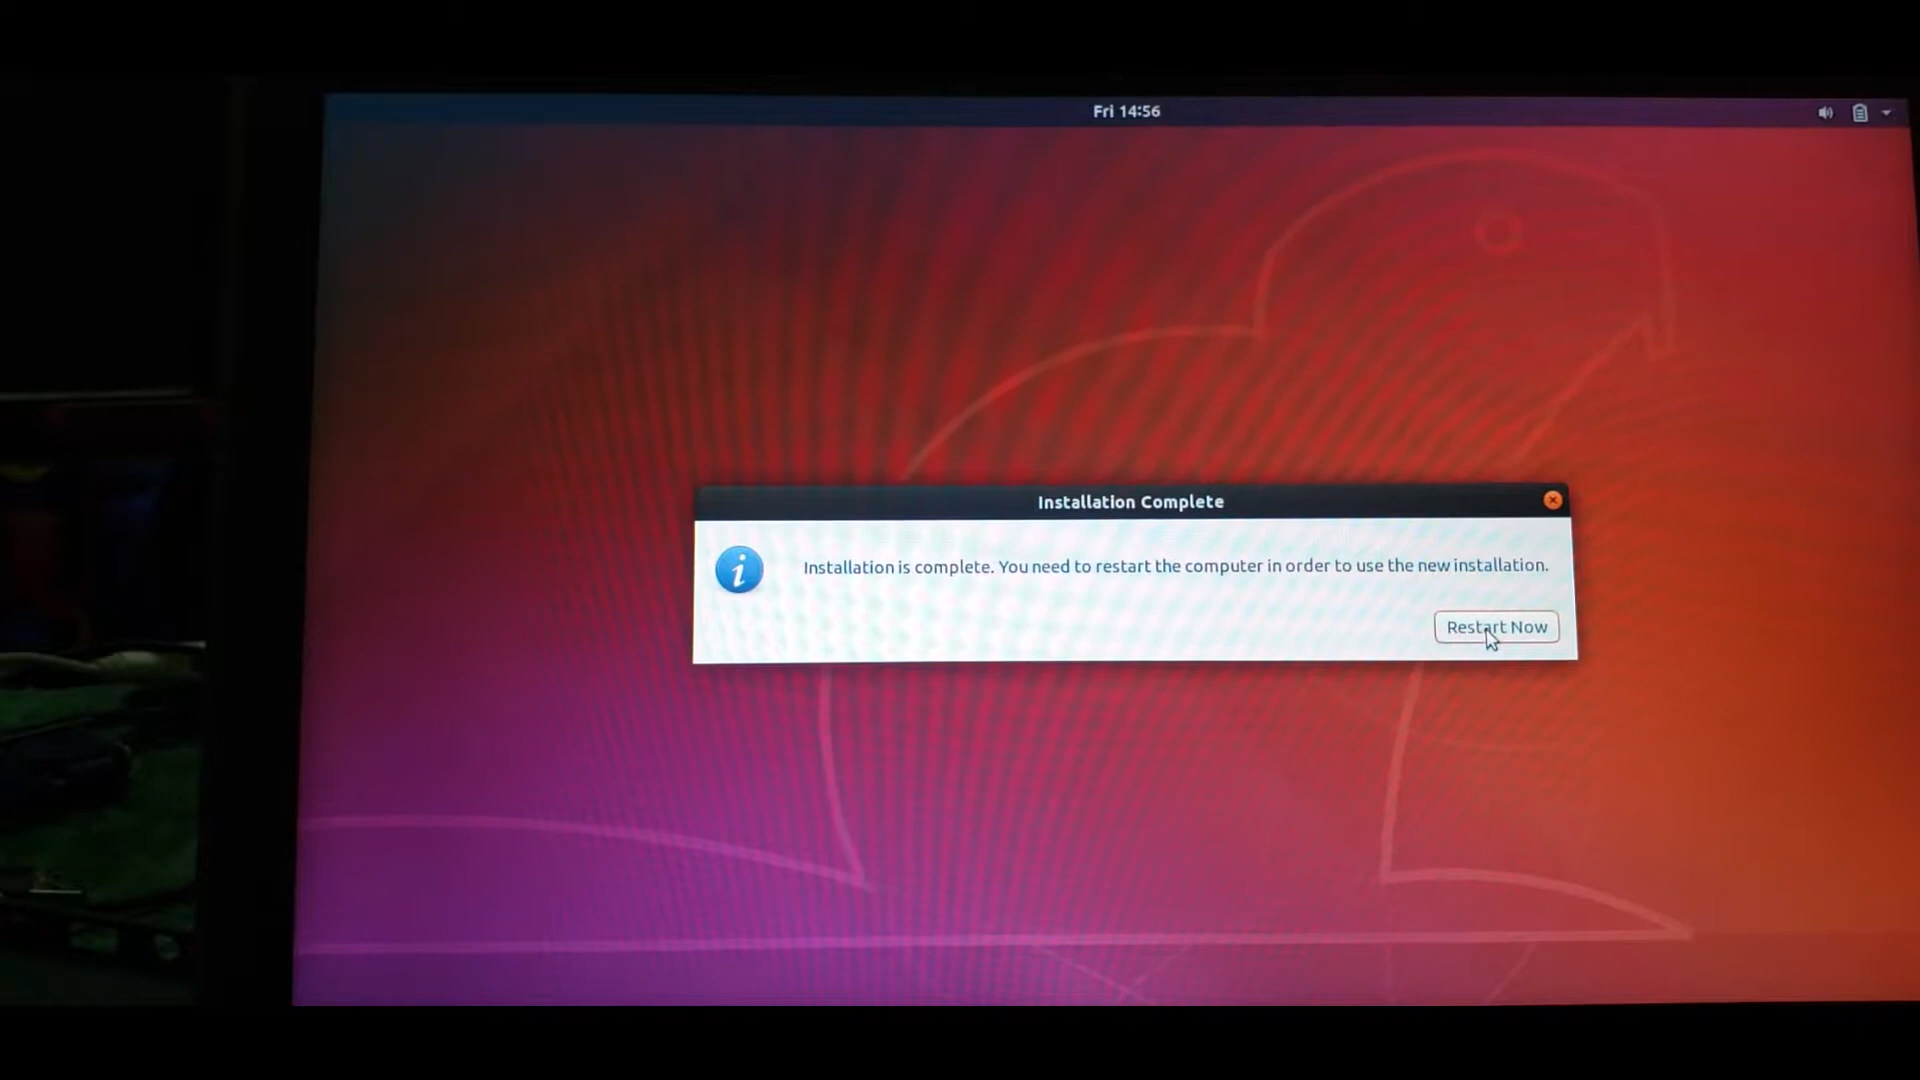 Fri 14:56
Installation Complete
Installation is complete. You need to restart the computer in order to use the new installation.
Restart Now